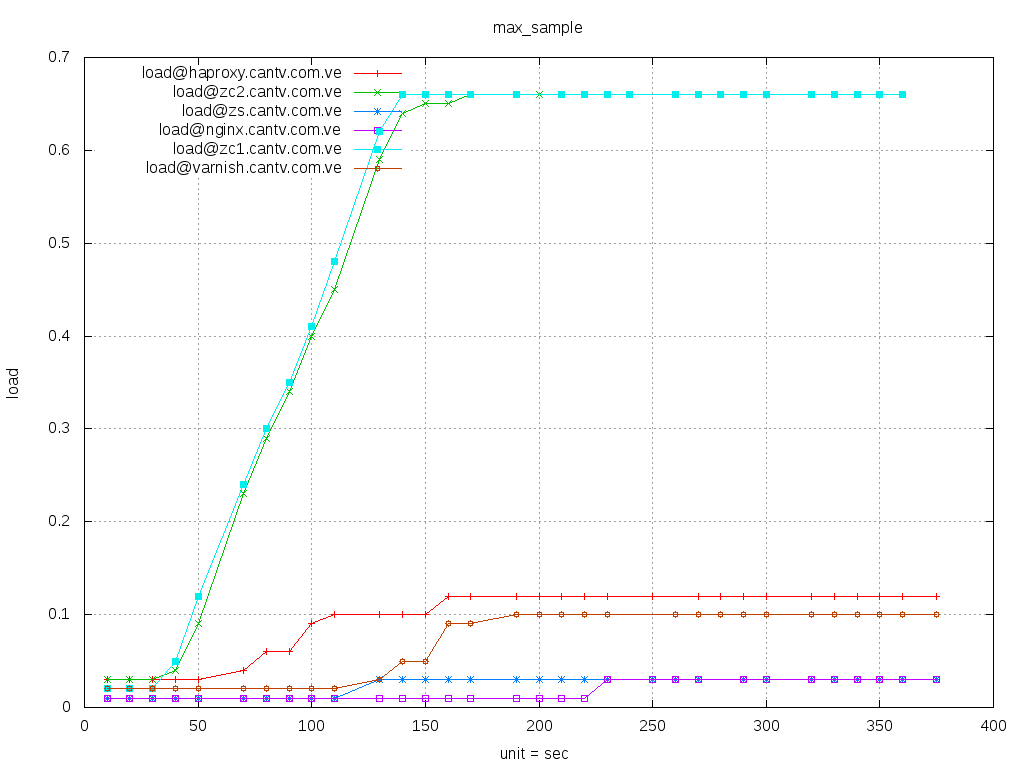 max_sample
0.7
0.6
0.5
0.4
0.3
0.2
0.1
0
load
load@haproxy.cantv.com.ve
load@zc2.cantv.com.ve
load@zs.cantv.com.ve
load@nginx.cantv.com.ve
load@zc1.cantv.com.ve
load@varnish.cantv.com.ve
0 50 100 150 200 250 300 350 400
unit = sec